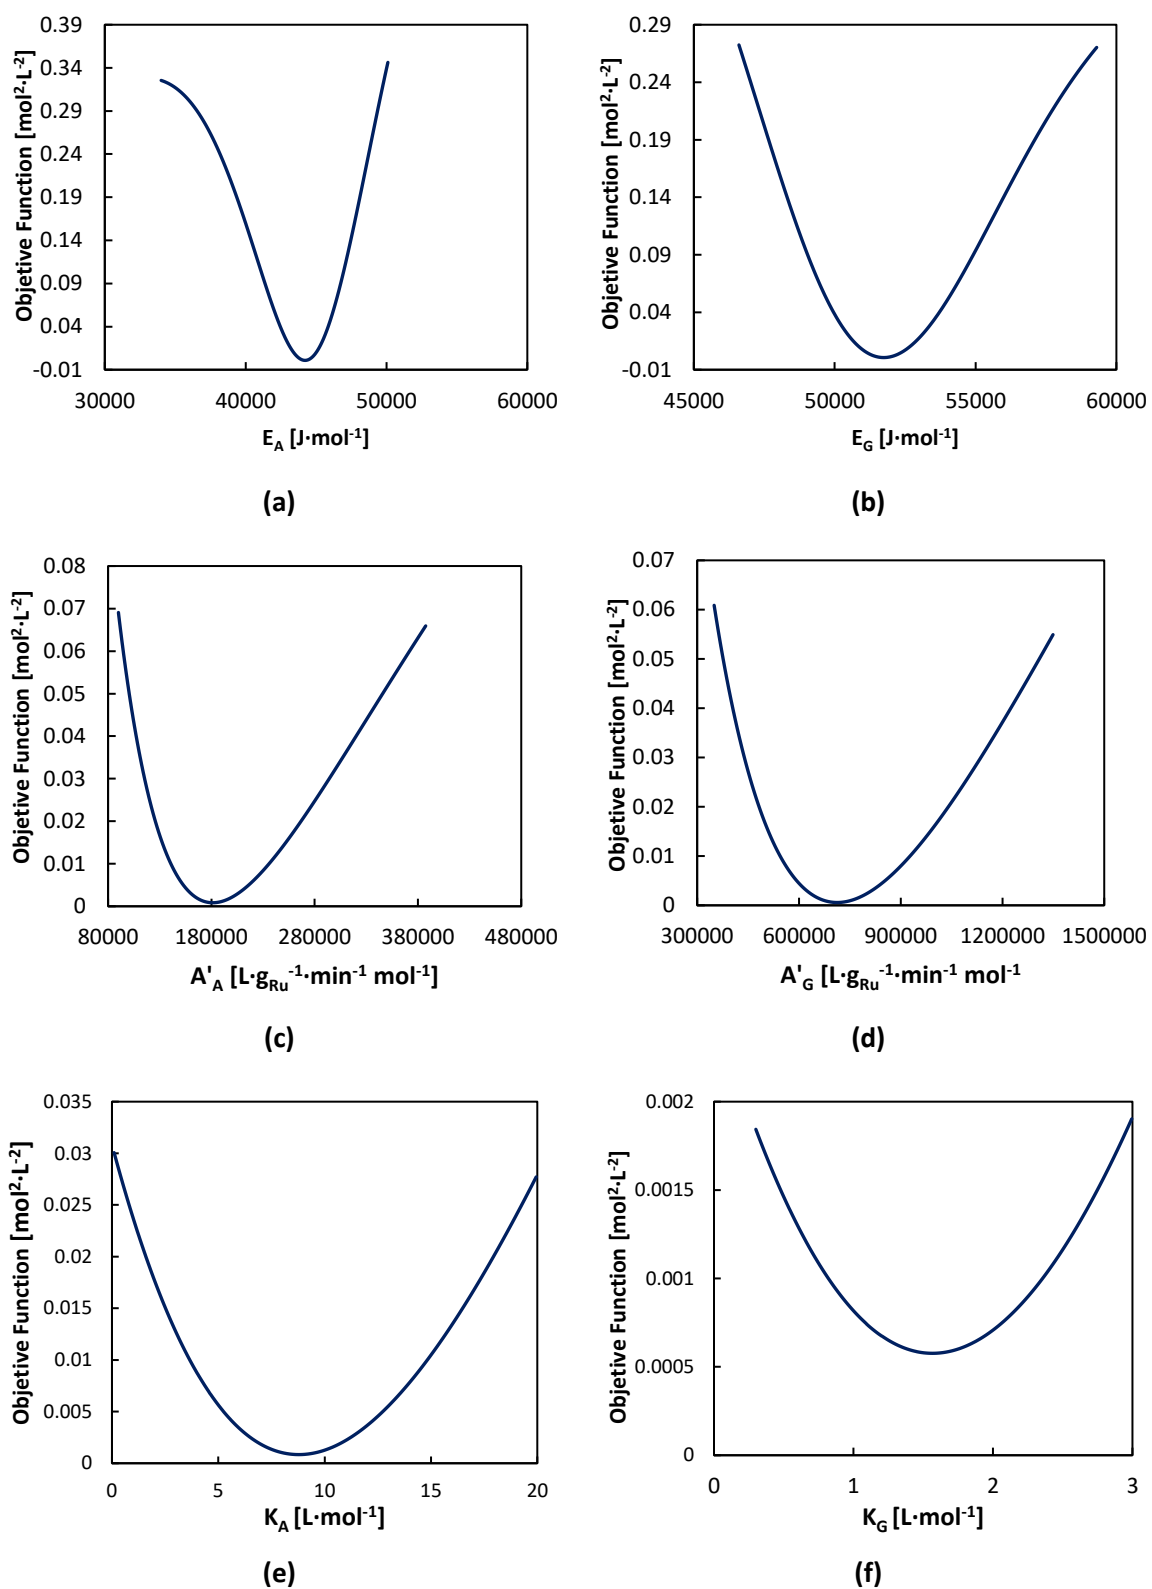 Objetive Function [mol²·L⁻²]
0.39
0.34
0.29
0.24
0.19
0.14
0.09
0.04
-0.01
30000 40000 50000 60000
E_A [J·mol⁻¹]
(a)
Objetive Function [mol²·L⁻²]
0.29
0.24
0.19
0.14
0.09
0.04
-0.01
45000 50000 55000 60000
E_G [J·mol⁻¹]
(b)
Objetive Function [mol²·L⁻²]
0.08
0.07
0.06
0.05
0.04
0.03
0.02
0.01
0
80000 180000 280000 380000 480000
A'_A [L·g_Ru⁻¹·min⁻¹ mol⁻¹]
(c)
Objetive Function [mol²·L⁻²]
0.07
0.06
0.05
0.04
0.03
0.02
0.01
0
300000 600000 900000 1200000 1500000
A'_G [L·g_Ru⁻¹·min⁻¹ mol⁻¹
(d)
Objetive Function [mol²·L⁻²]
0.035
0.03
0.025
0.02
0.015
0.01
0.005
0
0 5 10 15 20
K_A [L·mol⁻¹]
(e)
Objetive Function [mol²·L⁻²]
0.002
0.0015
0.001
0.0005
0
0 1 2 3
K_G [L·mol⁻¹]
(f)